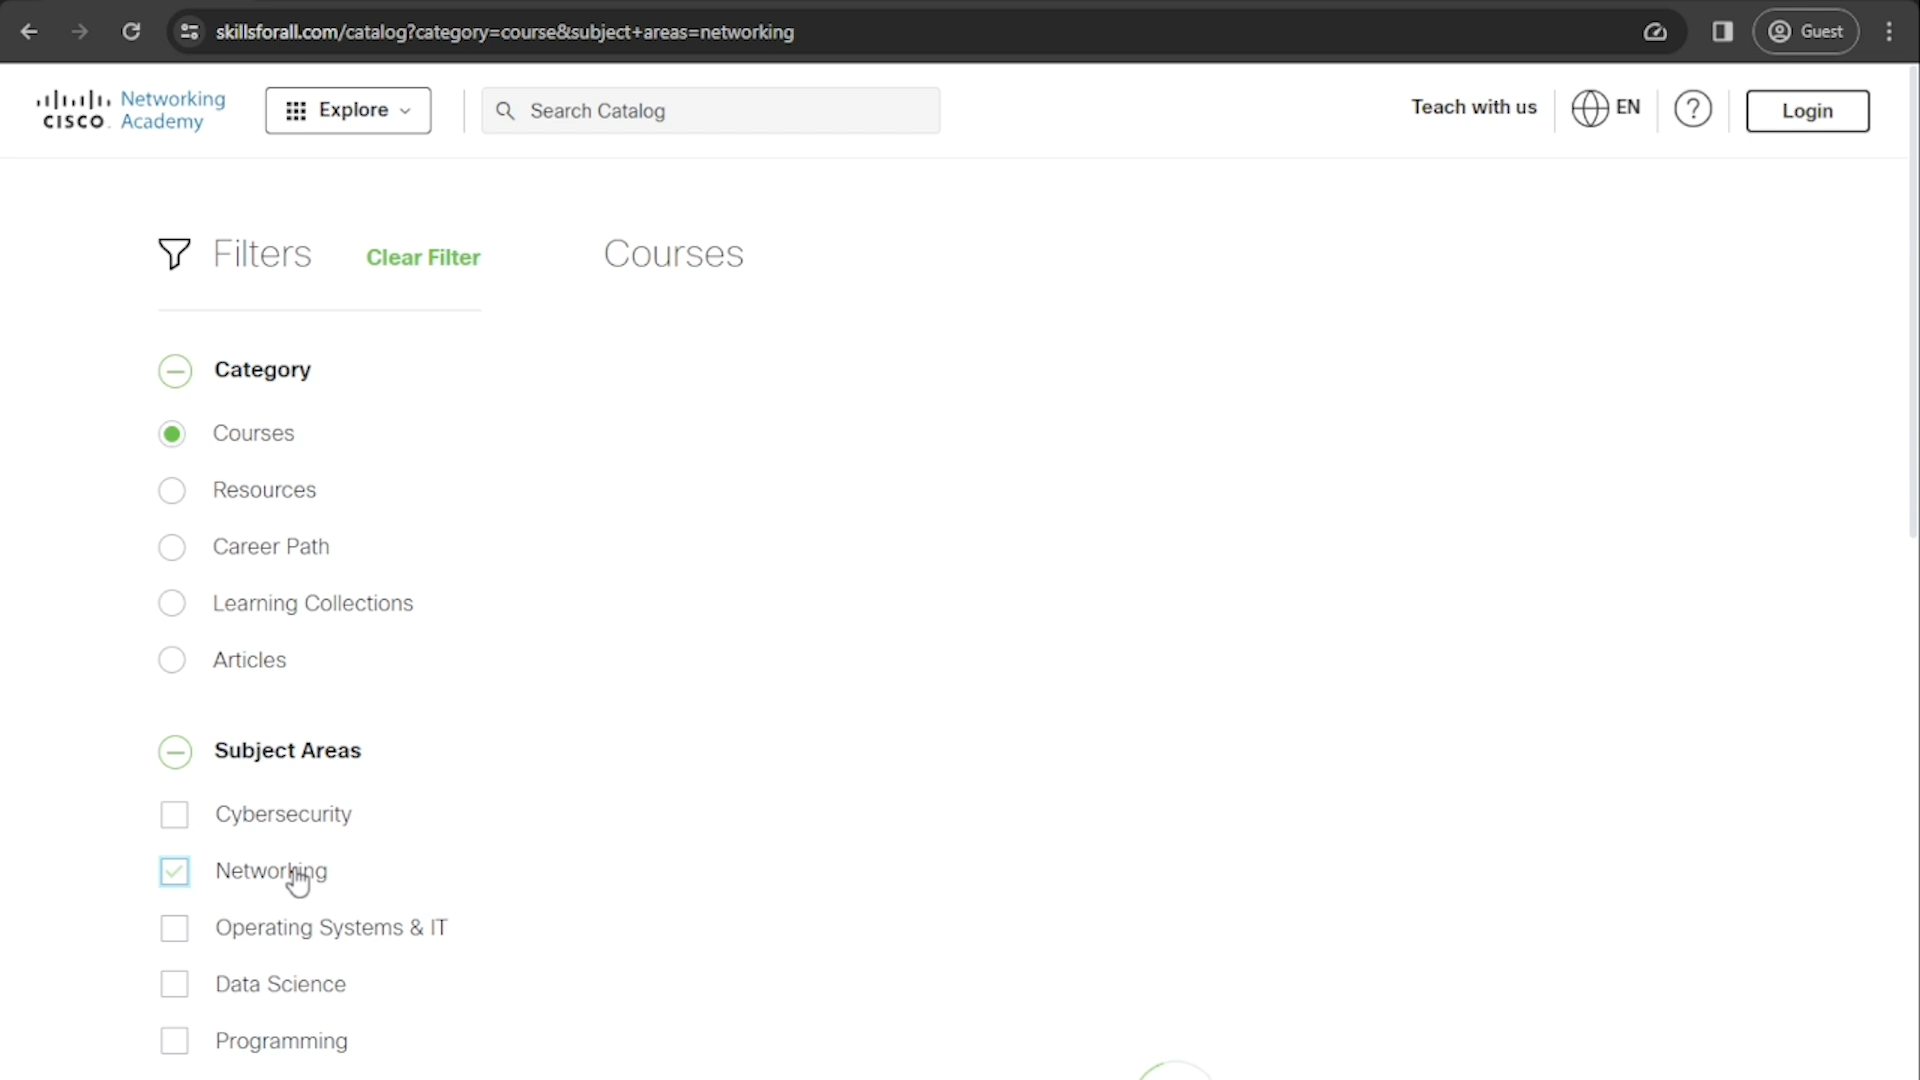 skillsforall.com/catalog?category=course&subject+areas=networking
Guest
CISCO Networking Academy
Explore
Search Catalog
Teach with us
EN
?
Login
Filters
Clear Filter
Courses
Category
Courses
Resources
Career Path
Learning Collections
Articles
Subject Areas
Cybersecurity
Networking
Operating Systems & IT
Data Science
Programming